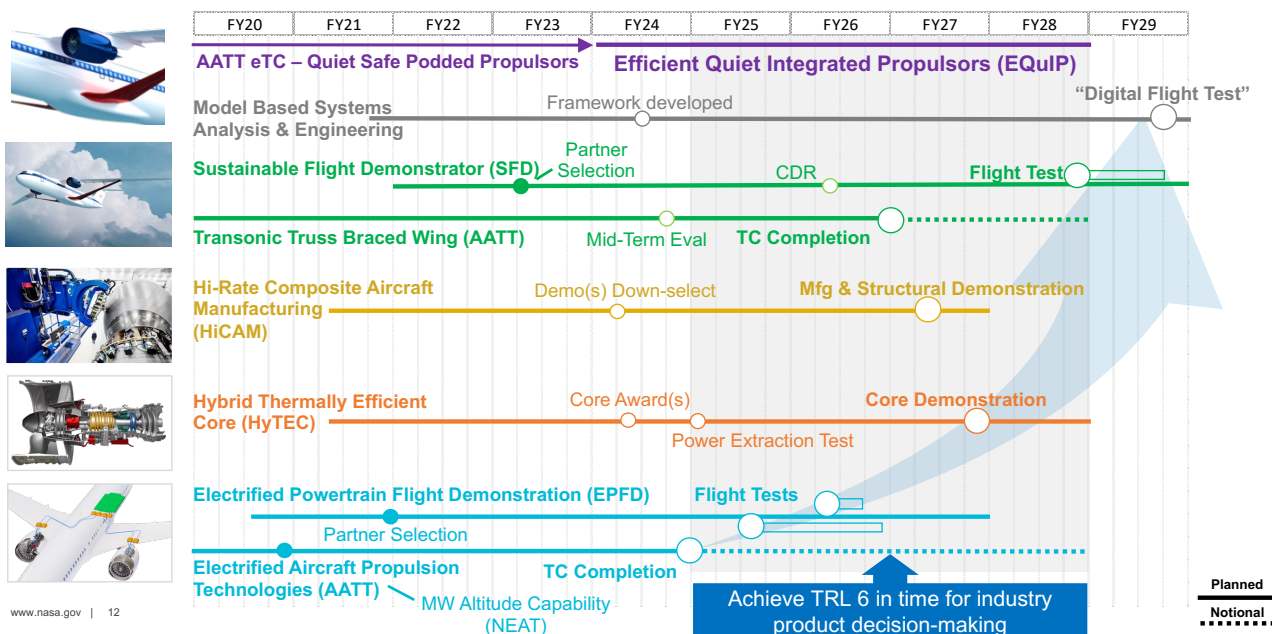 FY20 FY21 FY22 FY23 FY24 FY25 FY26 FY27 FY28 FY29
AATT eTC – Quiet Safe Podded Propulsors
Efficient Quiet Integrated Propulsors (EQuIP)
Model Based Systems
Analysis & Engineering
Framework developed
“Digital Flight Test”
Sustainable Flight Demonstrator (SFD)
Partner
Selection
CDR
Flight Test
Transonic Truss Braced Wing (AATT)
Mid-Term Eval
TC Completion
Hi-Rate Composite Aircraft
Manufacturing
(HiCAM)
Demo(s) Down-select
Mfg & Structural Demonstration
Hybrid Thermally Efficient
Core (HyTEC)
Core Award(s)
Power Extraction Test
Core Demonstration
Electrified Powertrain Flight Demonstration (EPFD)
Flight Tests
Partner Selection
Electrified Aircraft Propulsion
Technologies (AATT)
TC Completion
MW Altitude Capability
(NEAT)
Achieve TRL 6 in time for industry
product decision-making
Planned
Notional
www.nasa.gov | 12